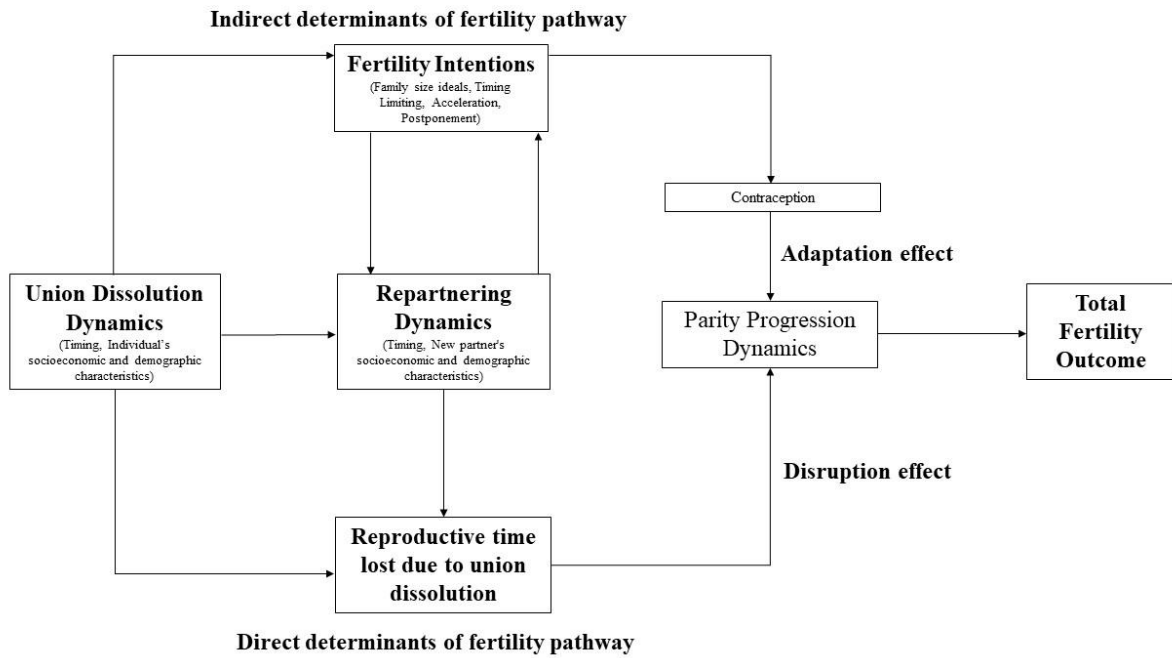 Indirect determinants of fertility pathway
Fertility Intentions
(Family size ideals, Timing
Limiting, Acceleration,
Postponement)
Contraception
Adaptation effect
Union Dissolution
Dynamics
(Timing, Individual's
socioeconomic and demographic
characteristics)
Repartnering
Dynamics
(Timing, New partner's
socioeconomic and demographic
characteristics)
Parity Progression
Dynamics
Total
Fertility
Outcome
Disruption effect
Reproductive time
lost due to union
dissolution
Direct determinants of fertility pathway